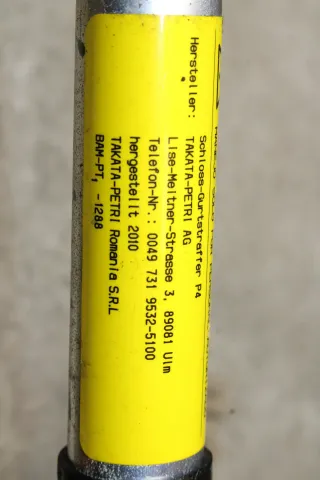 Schloss-Gurtstraffer P4
Hersteller: TAKATA-PETRI AG
Lise-Meitner-Strasse 3, 89081 Ulm
Telefon-Nr.: 0049 731 9532-5100
hergestellt 2010
TAKATA-PETRI Romania S.R.L
BAM-PT, -1288